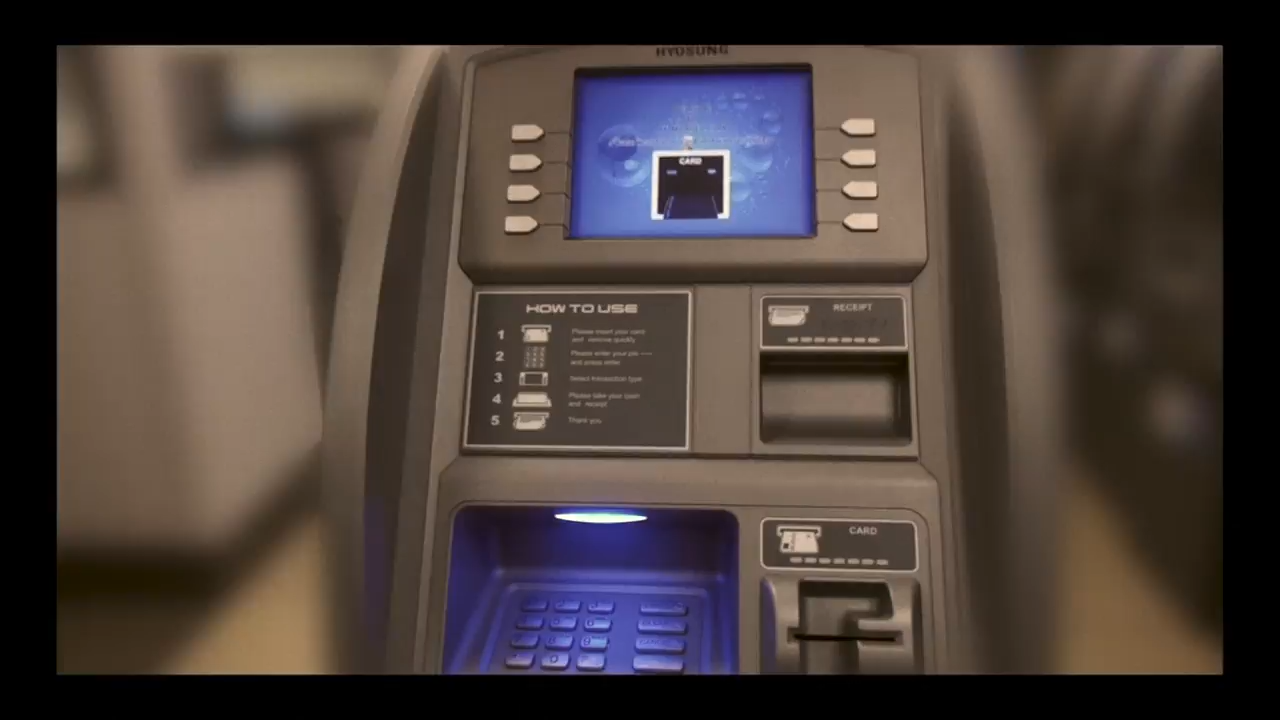 HYOSUNG
CARD
HOW TO USE
1 Please insert your card
and remove quickly
2 Please enter your pin
and press enter
3 Select transaction type
4 Please take your cash
and receipt
5 Thank you
RECEIPT
CARD